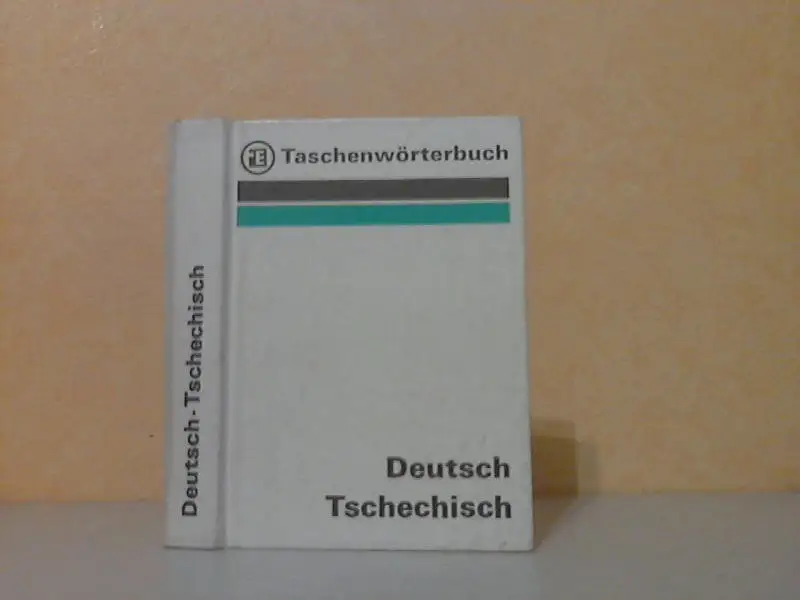 Taschenwörterbuch
Deutsch
Tschechisch
Deutsch · Tschechisch